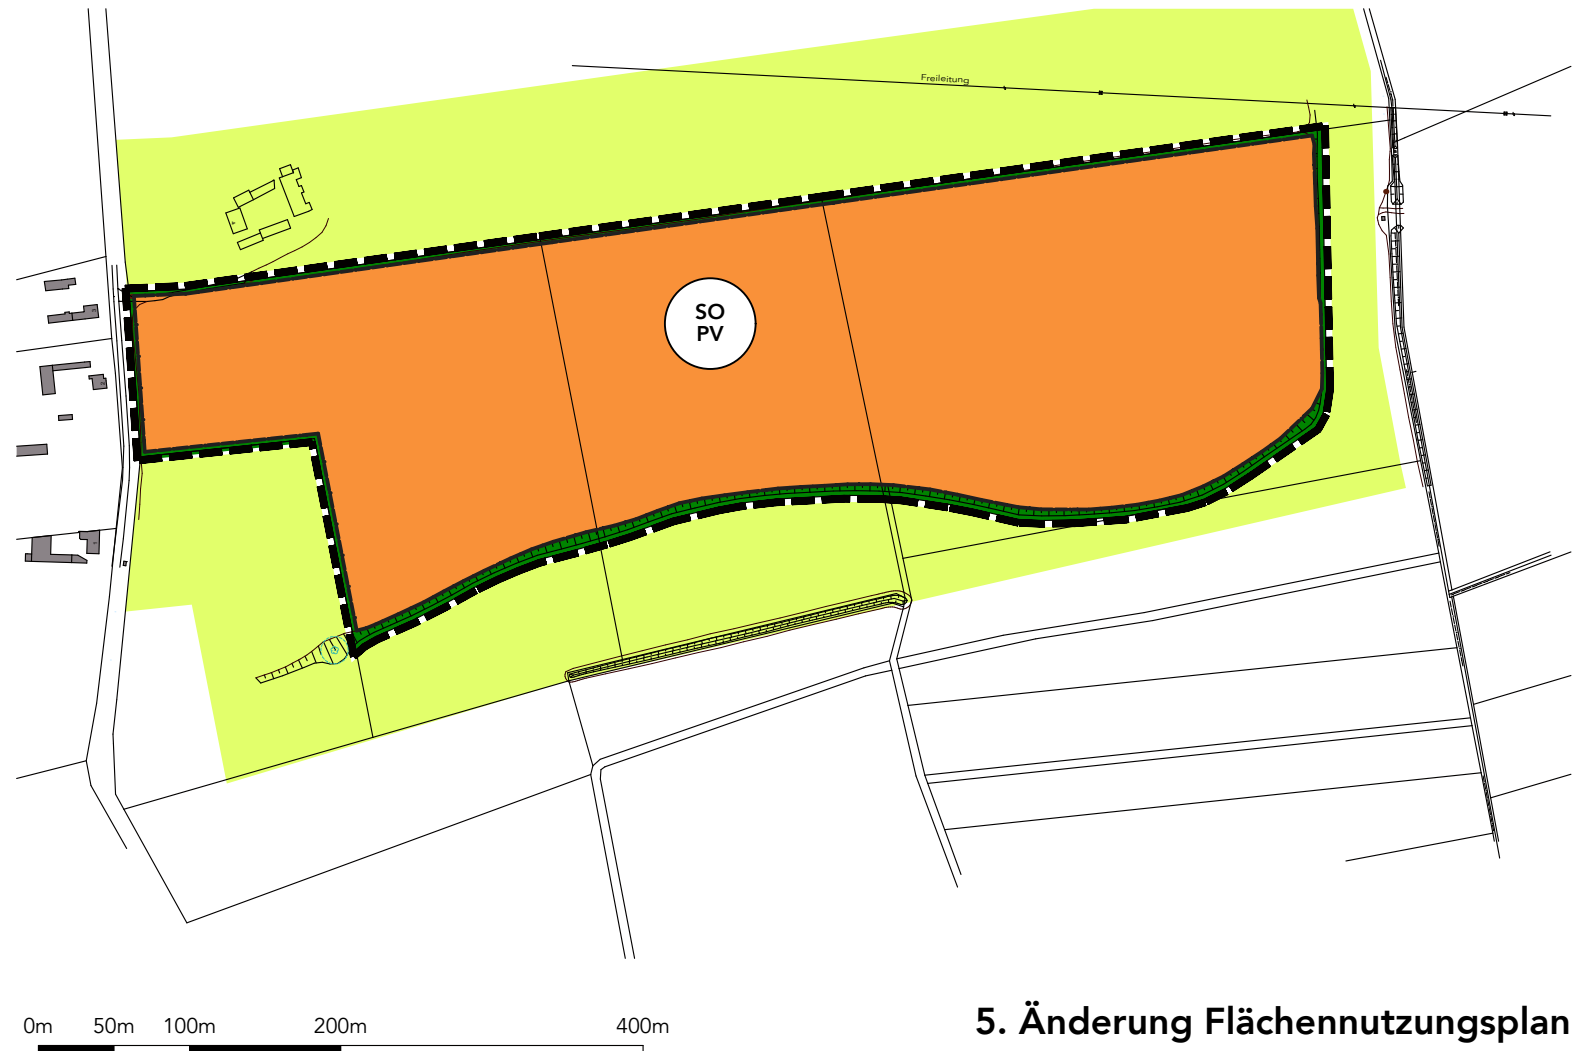 Freileitung
SO
PV
0m 50m 100m 200m 400m
5. Änderung Flächennutzungsplan